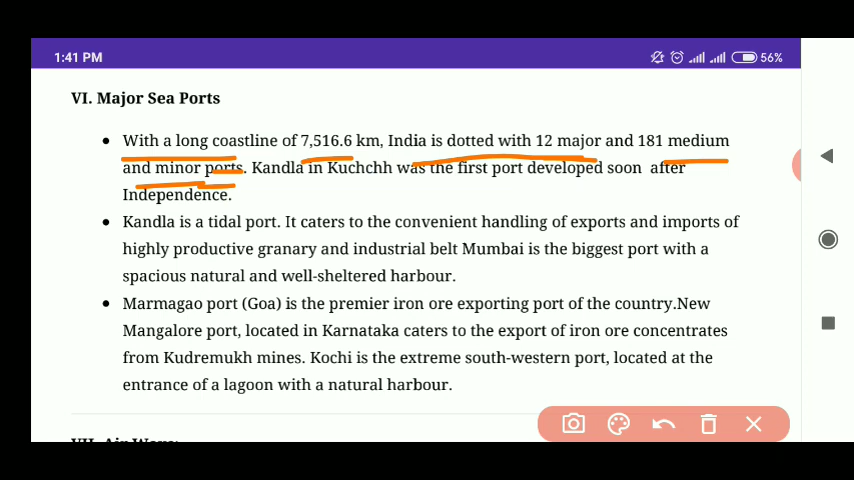 1:41 PM
56%
VI. Major Sea Ports
• With a long coastline of 7,516.6 km, India is dotted with 12 major and 181 medium
and minor ports. Kandla in Kuchchh was the first port developed soon after
Independence.
• Kandla is a tidal port. It caters to the convenient handling of exports and imports of
highly productive granary and industrial belt Mumbai is the biggest port with a
spacious natural and well-sheltered harbour.
• Marmagao port (Goa) is the premier iron ore exporting port of the country.New
Mangalore port, located in Karnataka caters to the export of iron ore concentrates
from Kudremukh mines. Kochi is the extreme south-western port, located at the
entrance of a lagoon with a natural harbour.
VII. Air Ways: